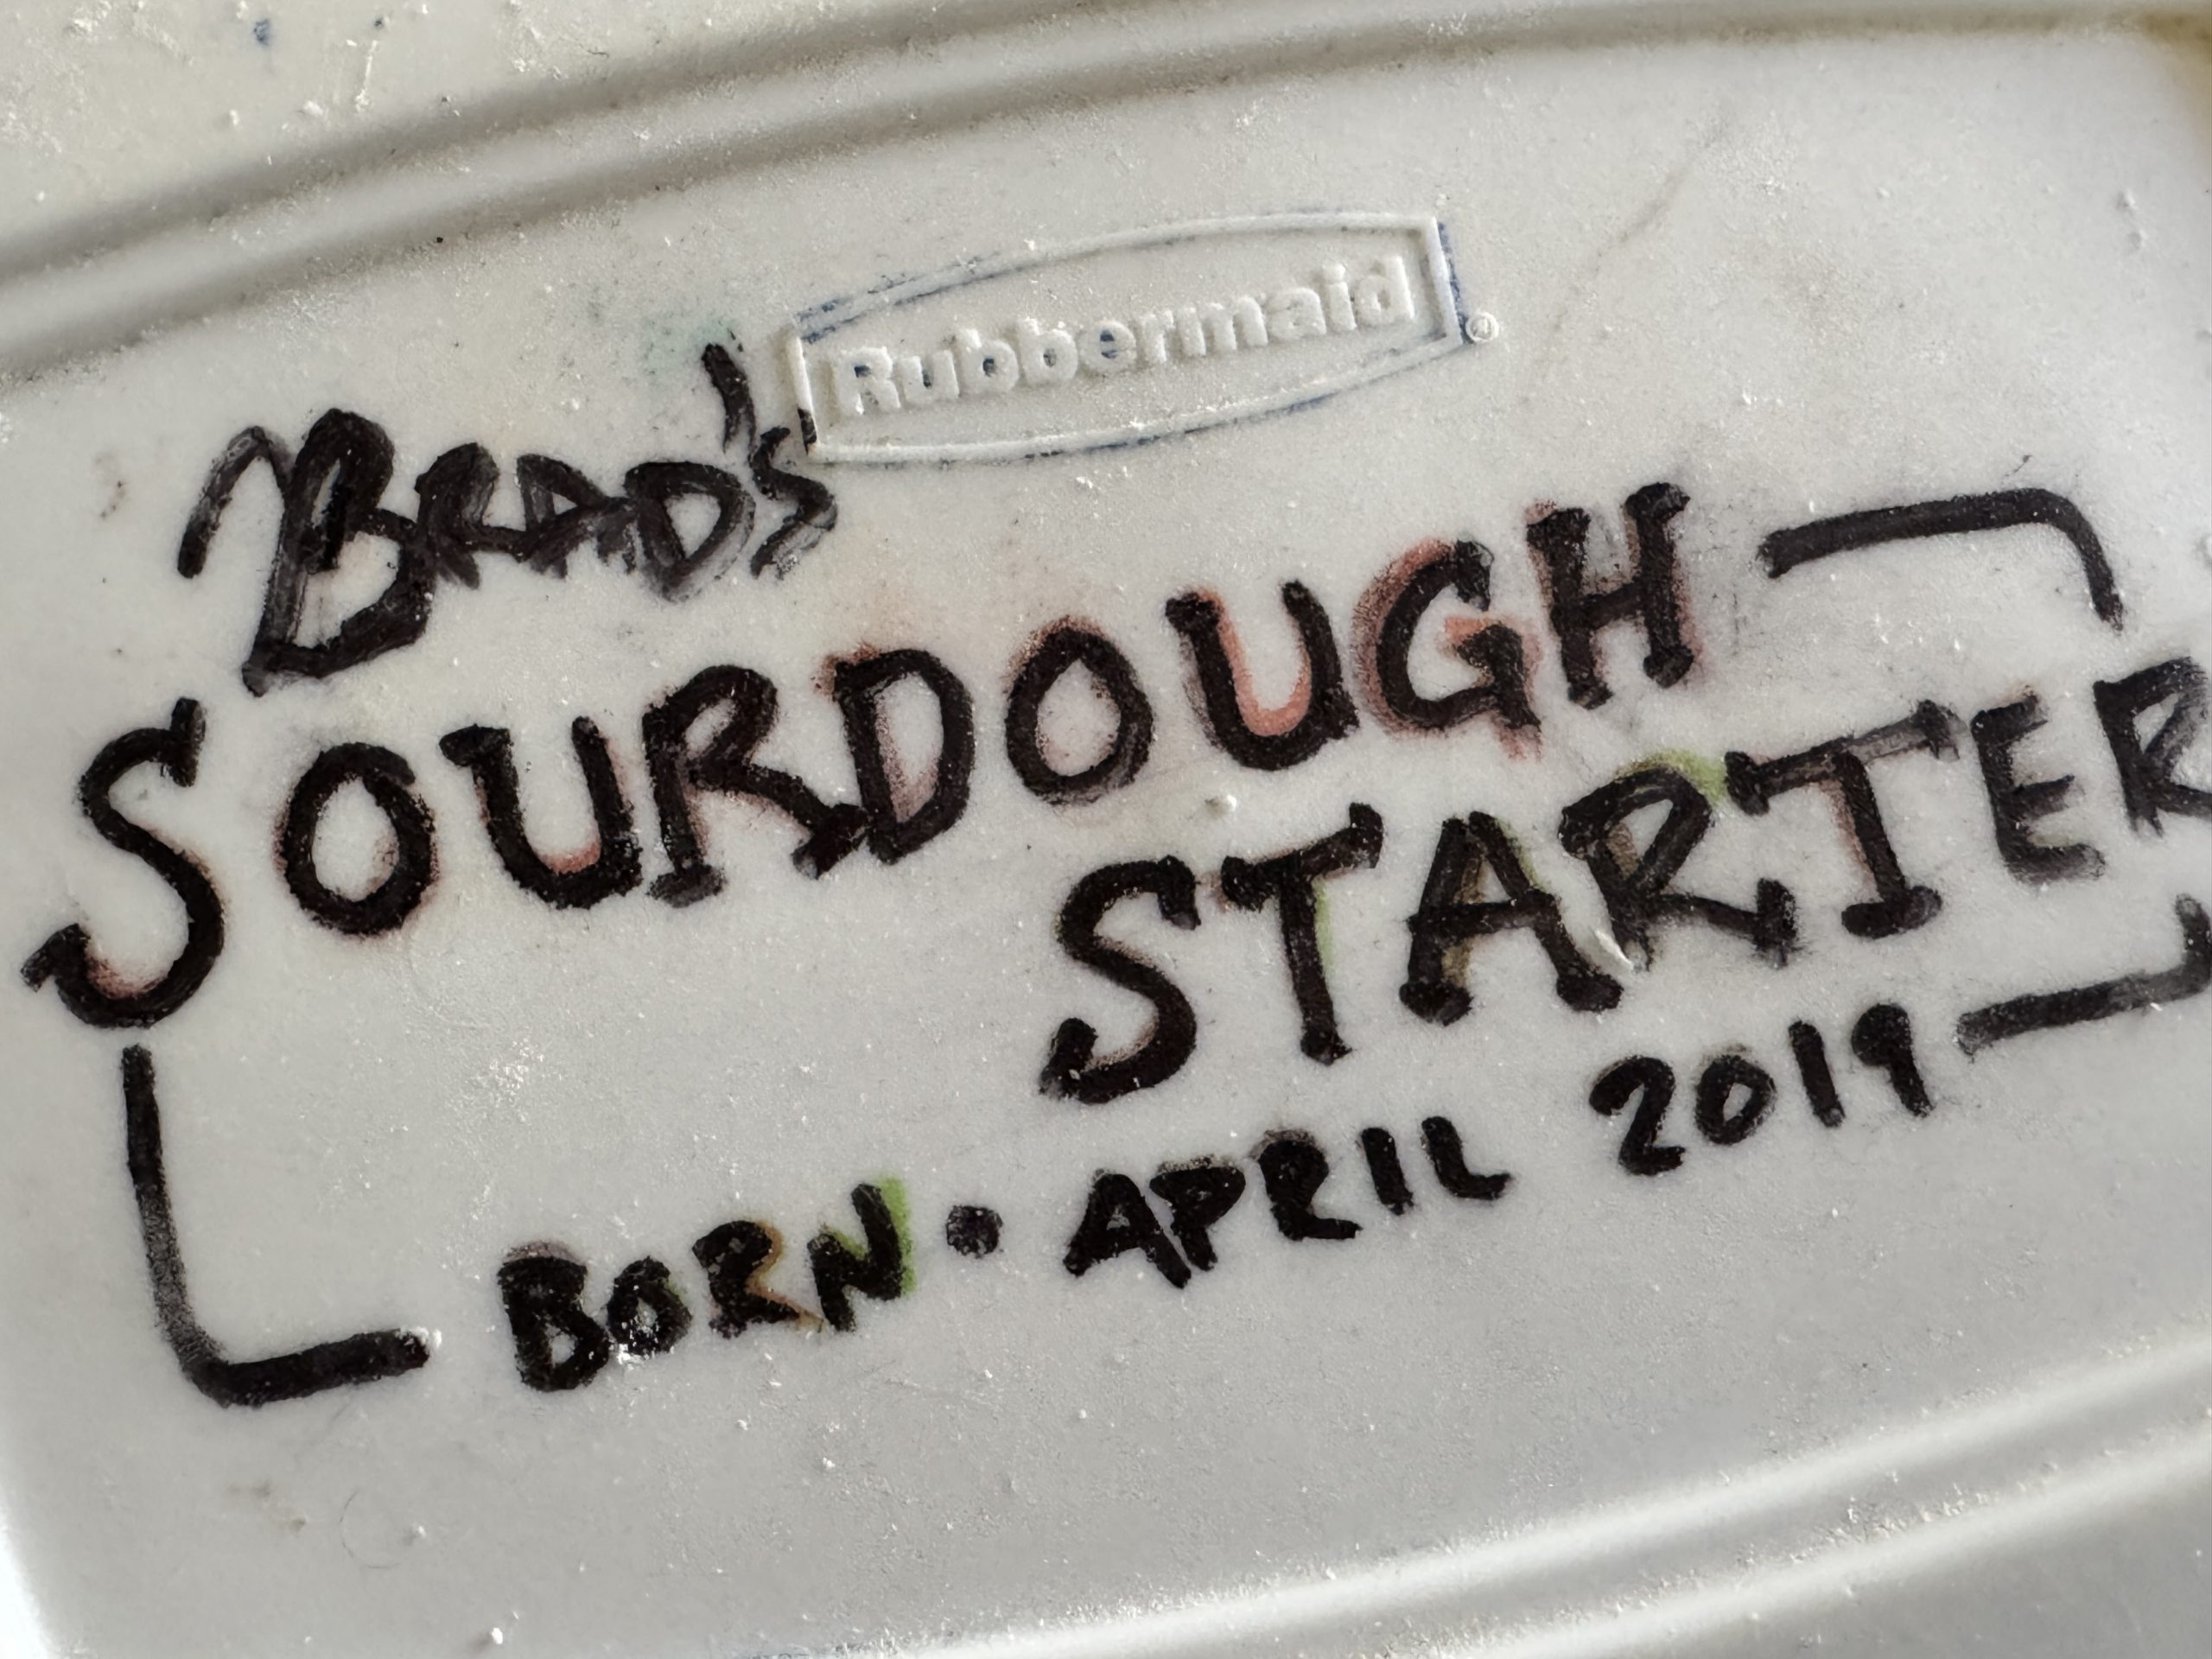 Rubbermaid®
BRAD's
SOURDOUGH
STARTER
BORN • APRIL 2019